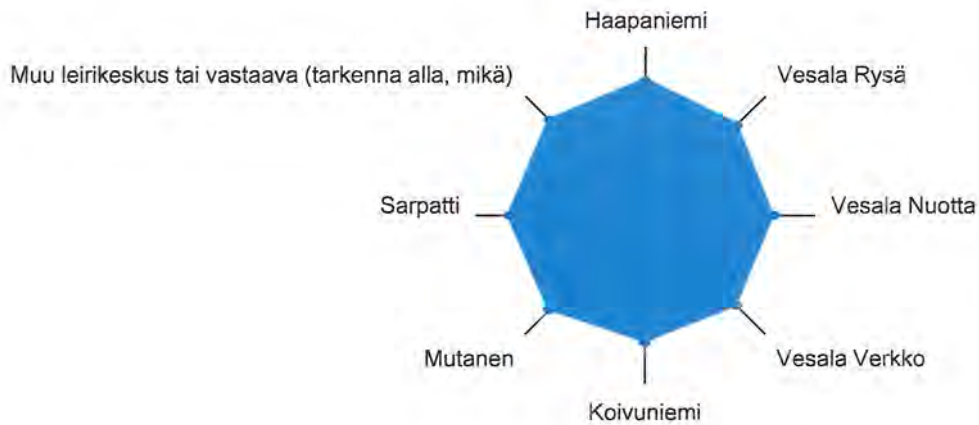 Haapaniemi
Muu leirikeskus tai vastaava (tarkenna alla, mikä)
Vesala Rysä
Sarpatti
Vesala Nuotta
Mutanen
Vesala Verkko
Koivuniemi